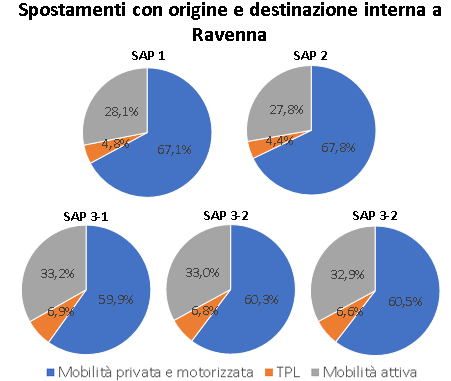 Spostamenti con origine e destinazione interna a
Ravenna
SAP 1
28,1%
4,8%
67,1%
SAP 2
27,8%
4,4%
67,8%
SAP 3-1
33,2%
6,9%
59,9%
SAP 3-2
33,0%
6,8%
60,3%
SAP 3-2
32,9%
6,6%
60,5%
Mobilità privata e motorizzata TPL Mobilità attiva